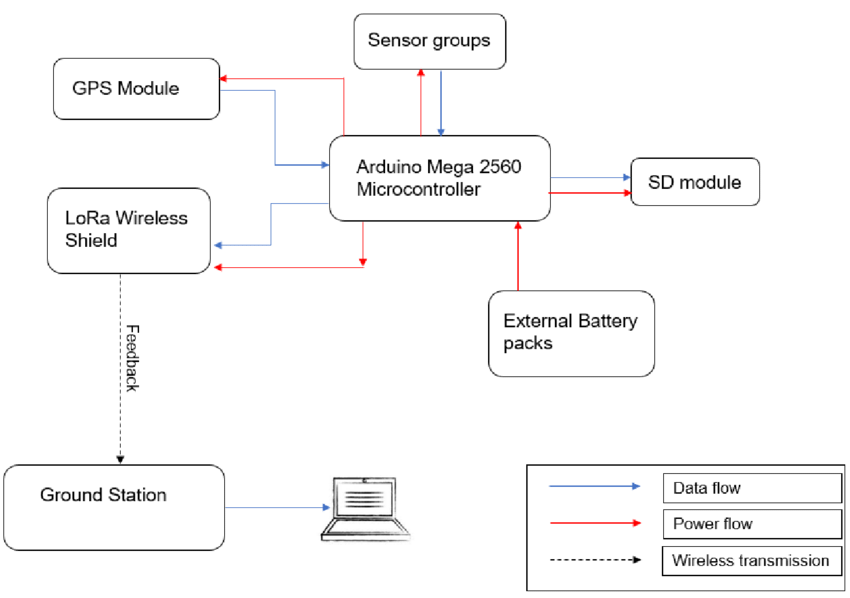 Sensor groups
GPS Module
Arduino Mega 2560
Microcontroller
SD module
LoRa Wireless
Shield
External Battery
packs
Feedback
Ground Station
Data flow
Power flow
Wireless transmission